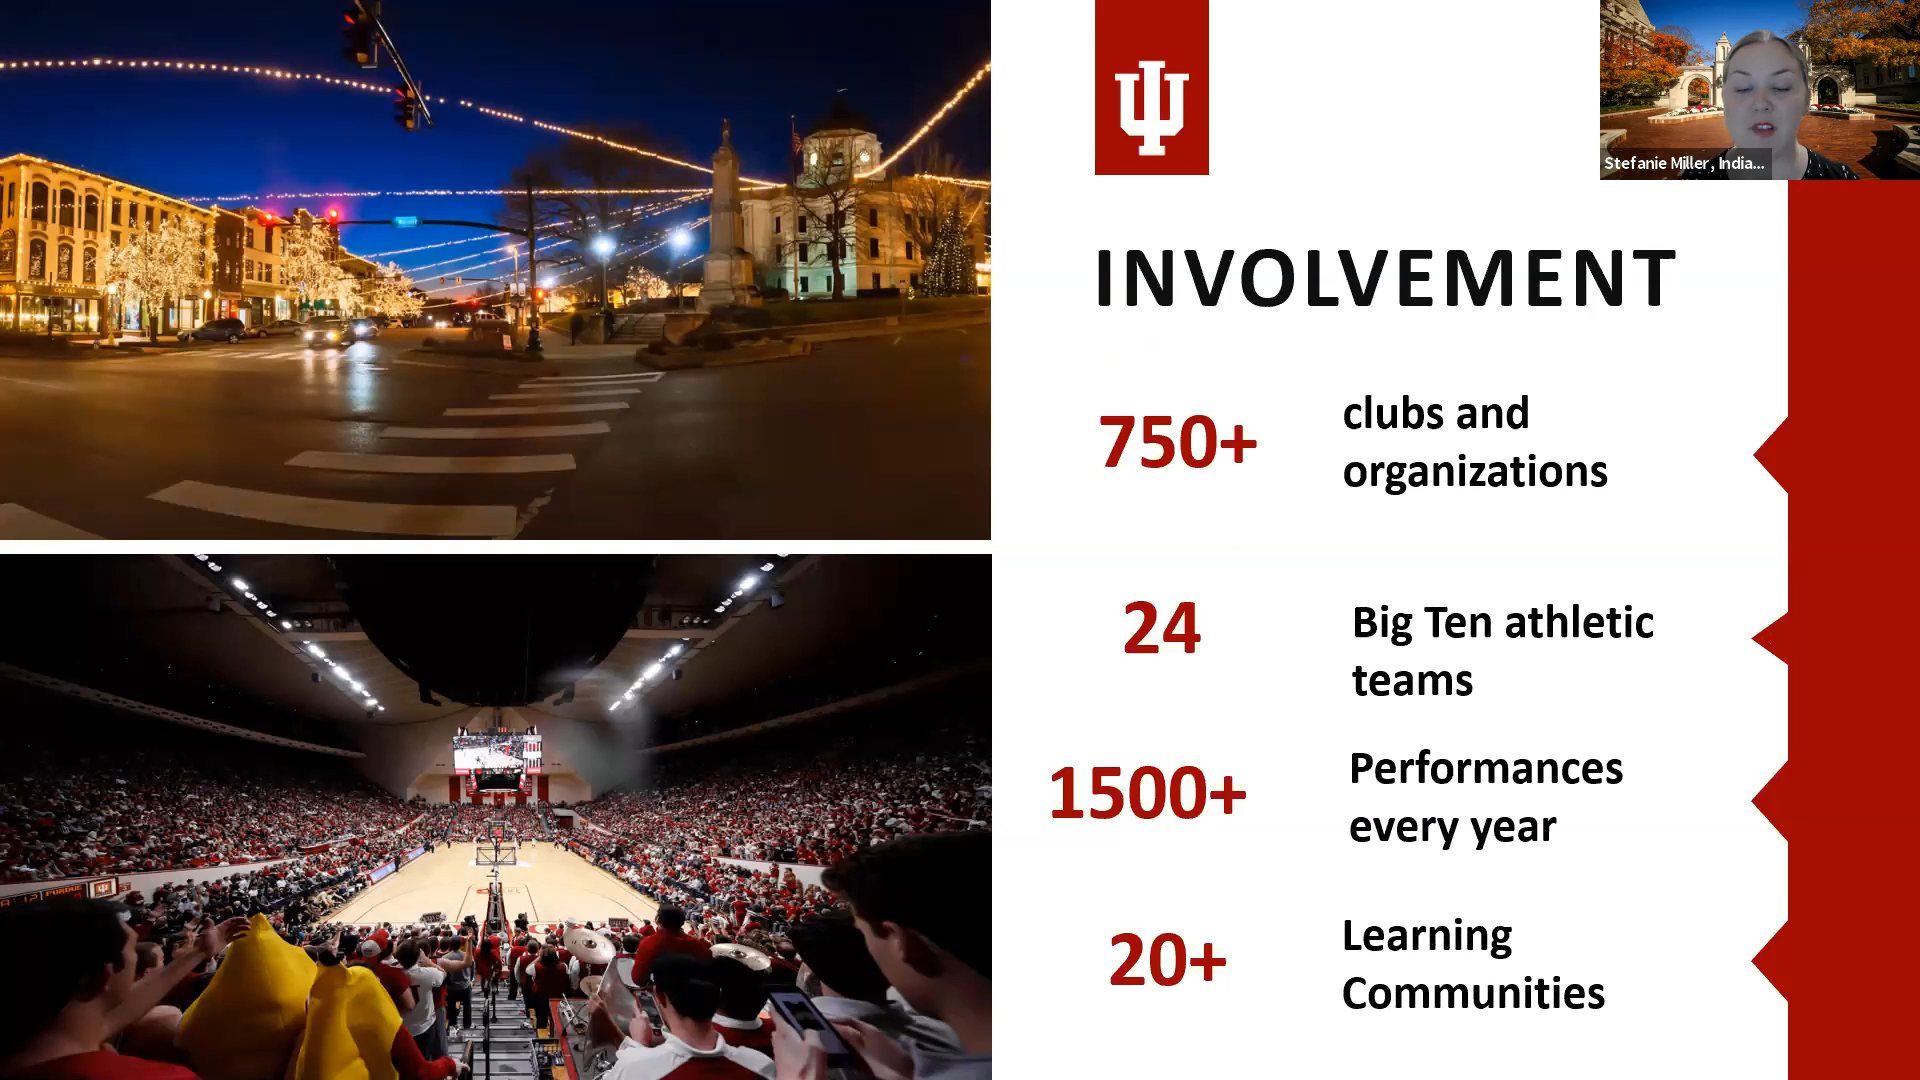 Stefanie Miller, India...
INVOLVEMENT
750+
clubs and
organizations
24
Big Ten athletic
teams
1500+
Performances
every year
20+
Learning
Communities
PURDUE